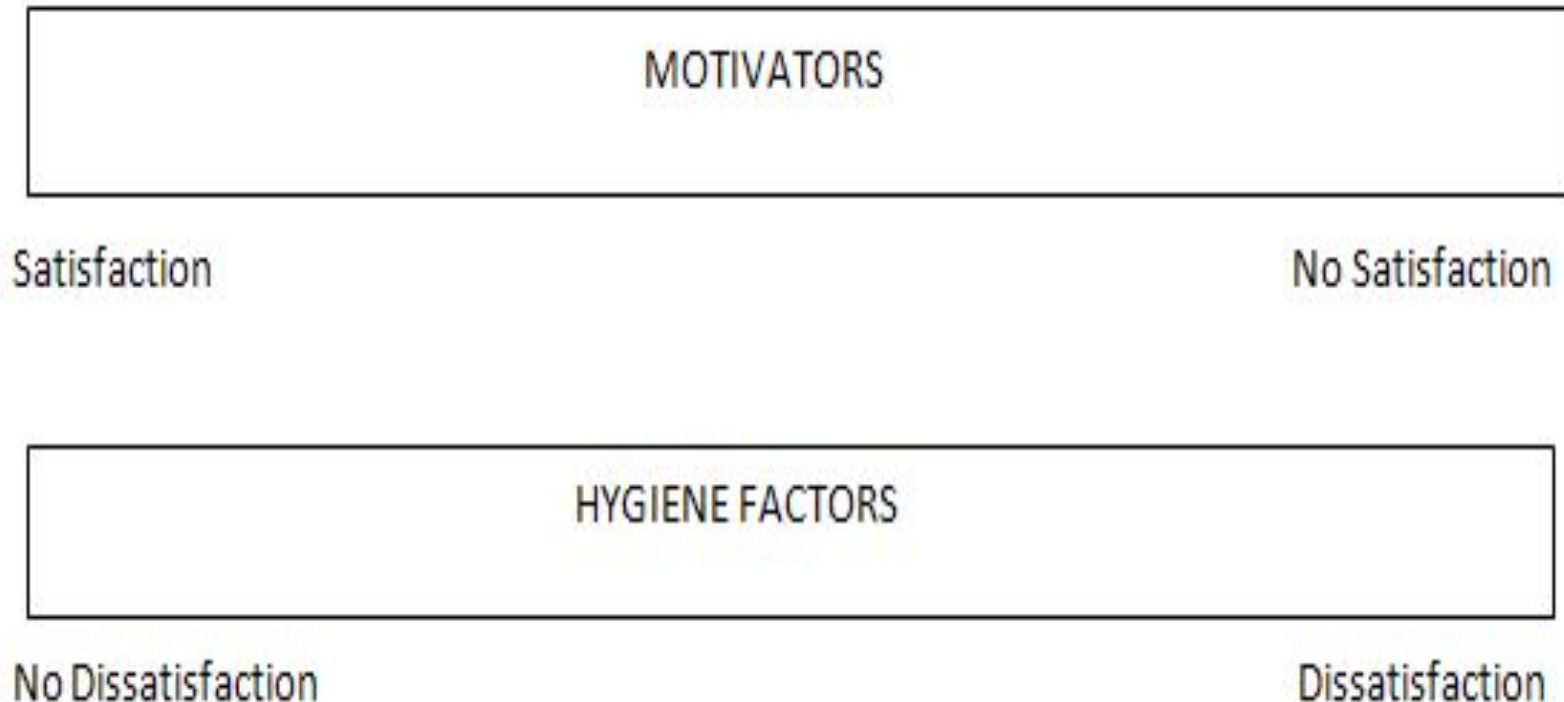 MOTIVATORS
Satisfaction No Satisfaction
HYGIENE FACTORS
No Dissatisfaction Dissatisfaction